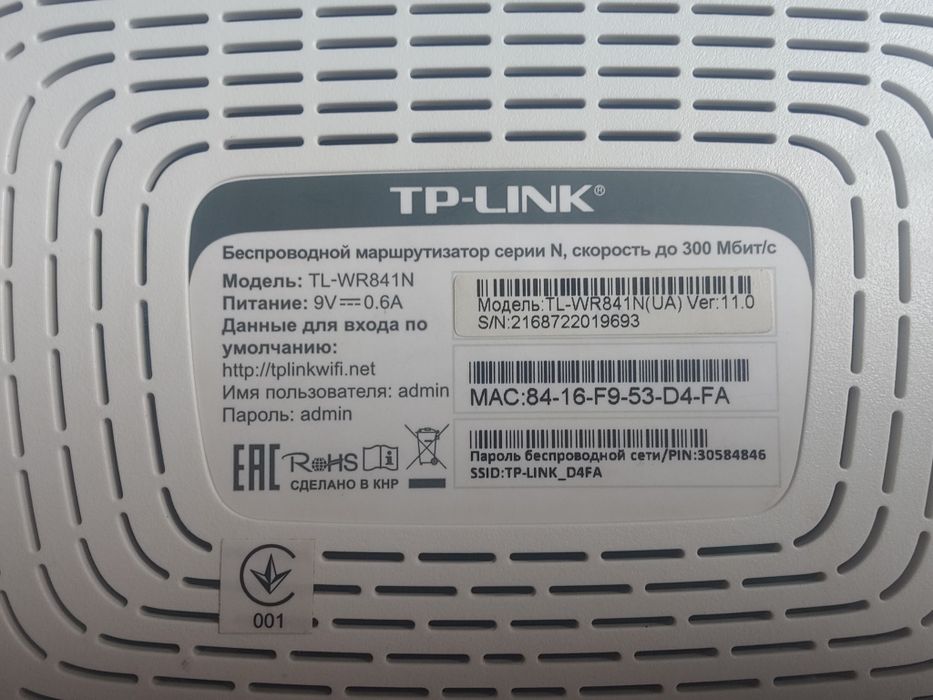 TP-LINK®
Беспроводной маршрутизатор серии N, скорость до 300 Мбит/с
Модель: TL-WR841N
Питание: 9V⎓0.6A
Данные для входа по
умолчанию:
http://tplinkwifi.net
Имя пользователя: admin
Пароль: admin
Модель:TL-WR841N(UA) Ver:11.0
S/N:2168722019693
MAC:84-16-F9-53-D4-FA
Пароль беспроводной сети/PIN:30584846
SSID:TP-LINK_D4FA
EAC RoHS
СДЕЛАНО В КНР
001